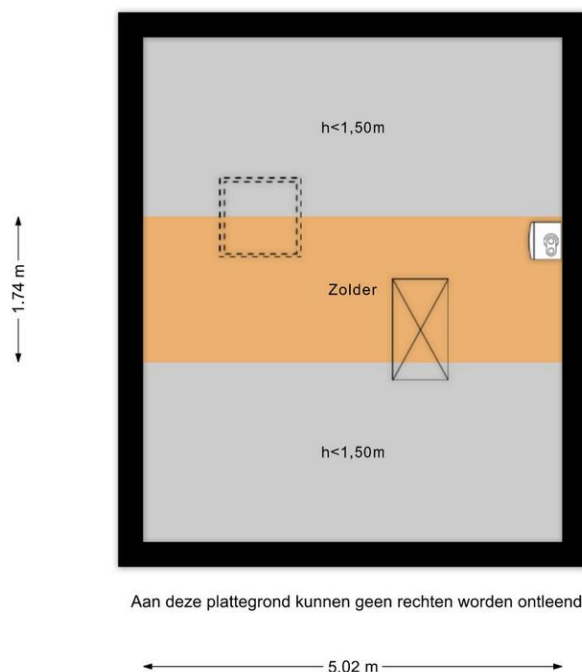 h<1,50m
1.74 m
Zolder
h<1,50m
Aan deze plattegrond kunnen geen rechten worden ontleend
5.02 m